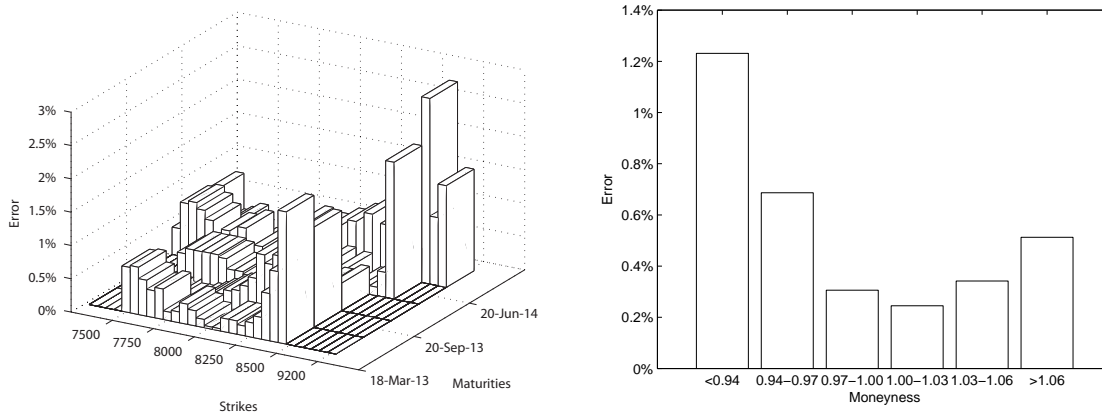 3%
2.5%
2%
1.5%
1%
0.5%
0%
Error
7500
7750
8000
8250
8500
9200
Strikes
18-Mar-13
20-Sep-13
20-Jun-14
Maturities
1.4%
1.2%
1%
0.8%
0.6%
0.4%
0.2%
0%
Error
<0.94 0.94−0.97 0.97−1.00 1.00−1.03 1.03−1.06 >1.06
Moneyness